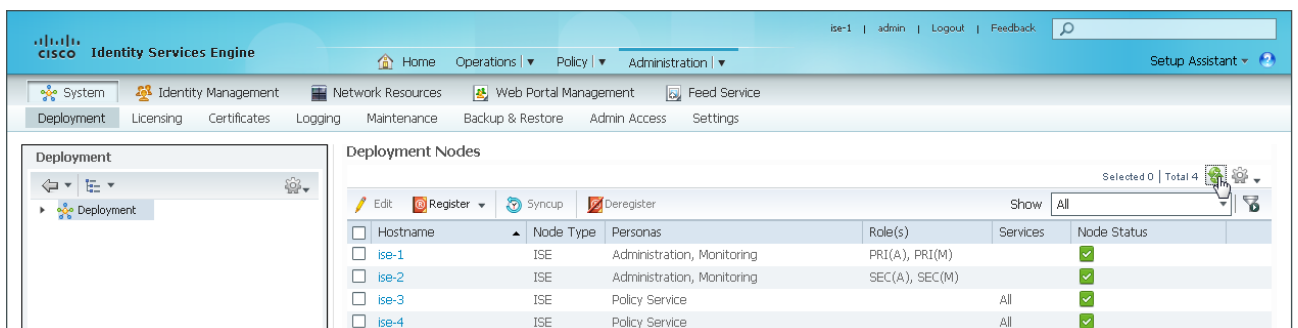 ise-1 | admin | Logout | Feedback
CISCO Identity Services Engine
Home Operations | Policy | Administration |
Setup Assistant
System Identity Management Network Resources Web Portal Management Feed Service
Deployment Licensing Certificates Logging Maintenance Backup & Restore Admin Access Settings
Deployment
Deployment
Deployment Nodes
Selected 0 | Total 4
Edit Register Syncup Deregister Show All
Hostname Node Type Personas Role(s) Services Node Status
ise-1 ISE Administration, Monitoring PRI(A), PRI(M)
ise-2 ISE Administration, Monitoring SEC(A), SEC(M)
ise-3 ISE Policy Service All
ise-4 ISE Policy Service All